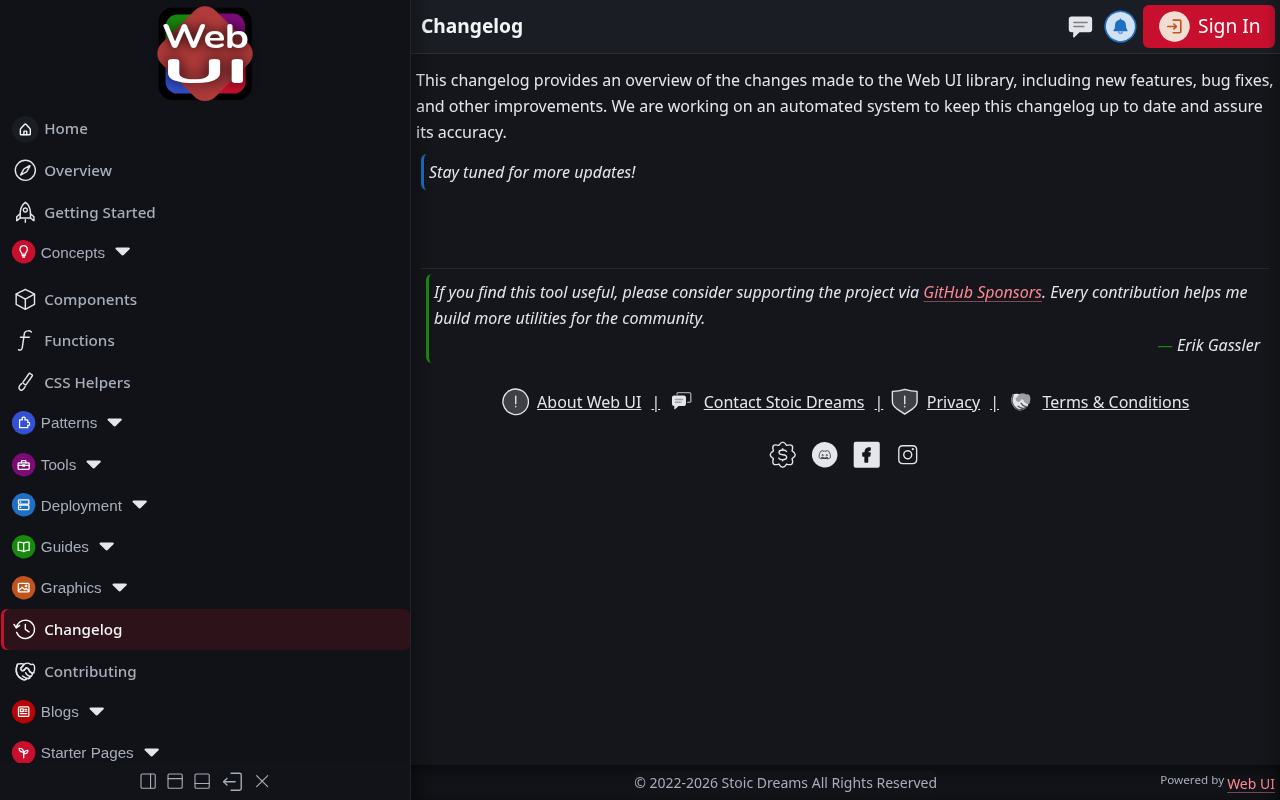 Web
UI
Home
Overview
Getting Started
Concepts
Components
Functions
CSS Helpers
Patterns
Tools
Deployment
Guides
Graphics
Changelog
Contributing
Blogs
Starter Pages
Changelog
Sign In
This changelog provides an overview of the changes made to the Web UI library, including new features, bug fixes,
and other improvements. We are working on an automated system to keep this changelog up to date and assure
its accuracy.
Stay tuned for more updates!
If you find this tool useful, please consider supporting the project via GitHub Sponsors. Every contribution helps me
build more utilities for the community.
— Erik Gassler
About Web UI | Contact Stoic Dreams | Privacy | Terms & Conditions
© 2022-2026 Stoic Dreams All Rights Reserved
Powered by Web UI